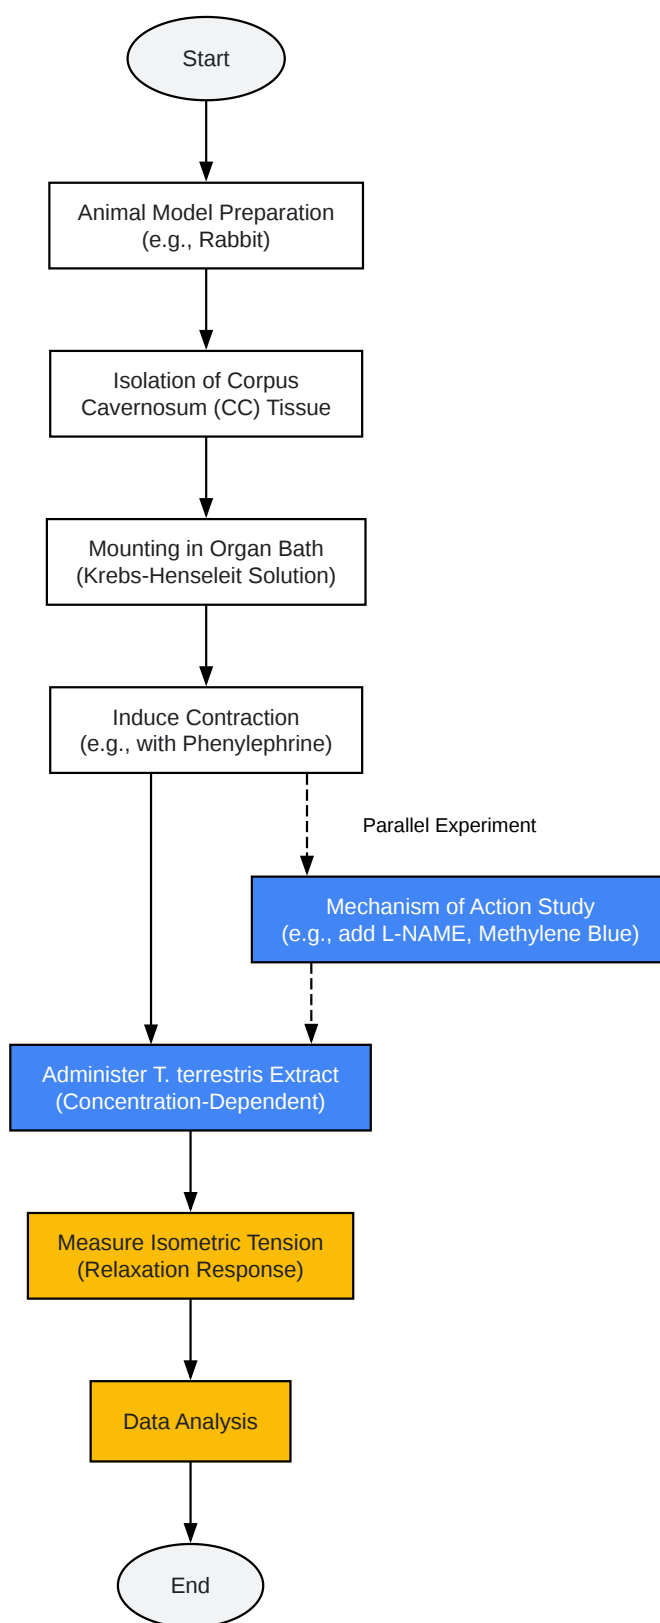 Start
Animal Model Preparation
(e.g., Rabbit)
Isolation of Corpus
Cavernosum (CC) Tissue
Mounting in Organ Bath
(Krebs-Henseleit Solution)
Induce Contraction
(e.g., with Phenylephrine)
Parallel Experiment
Mechanism of Action Study
(e.g., add L-NAME, Methylene Blue)
Administer T. terrestris Extract
(Concentration-Dependent)
Measure Isometric Tension
(Relaxation Response)
Data Analysis
End